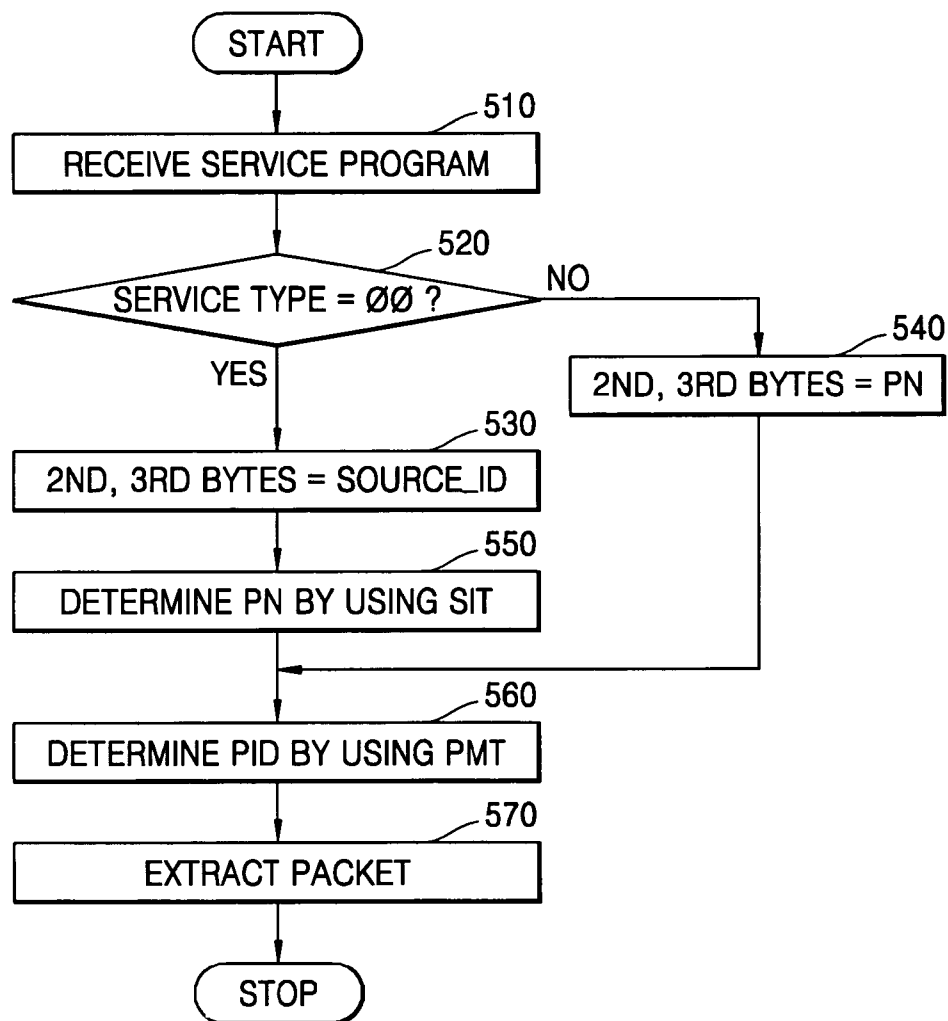 START
510
RECEIVE SERVICE PROGRAM
520
SERVICE TYPE = ØØ ?
NO
YES
540
2ND, 3RD BYTES = PN
530
2ND, 3RD BYTES = SOURCE_ID
550
DETERMINE PN BY USING SIT
560
DETERMINE PID BY USING PMT
570
EXTRACT PACKET
STOP